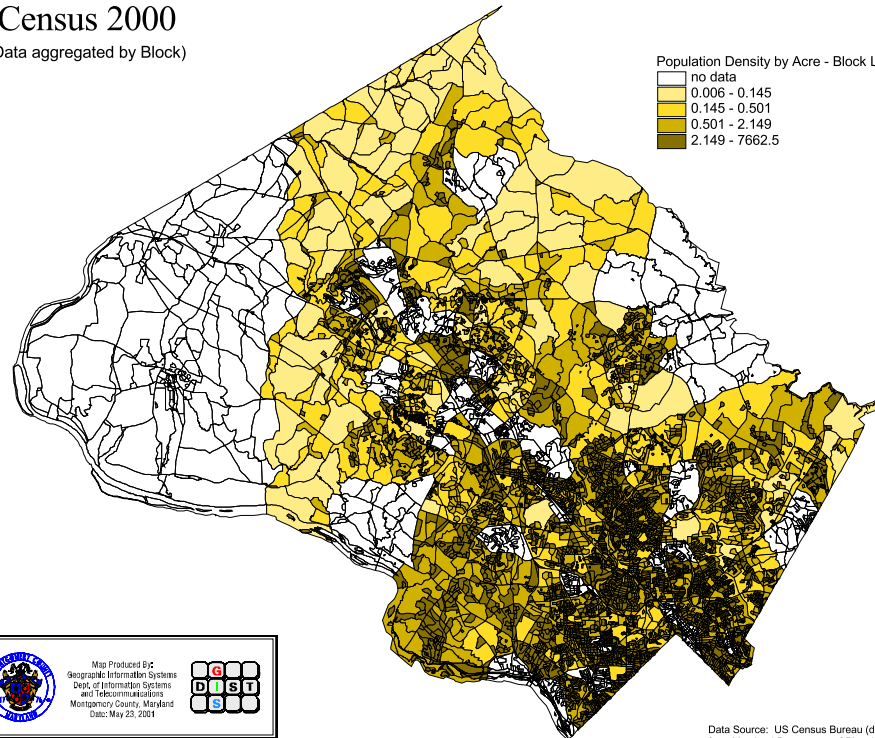 Census 2000
Data aggregated by Block)
Population Density by Acre - Block L
no data
0.006 - 0.145
0.145 - 0.501
0.501 - 2.149
2.149 - 7662.5
Map Produced By:
Geographic Information Systems
Dept. of Information Systems
and Telecommunications
Montgomery County, Maryland
Date: May 23, 2001
G
D I S T
S
MARYLAND
Data Source: US Census Bureau (d